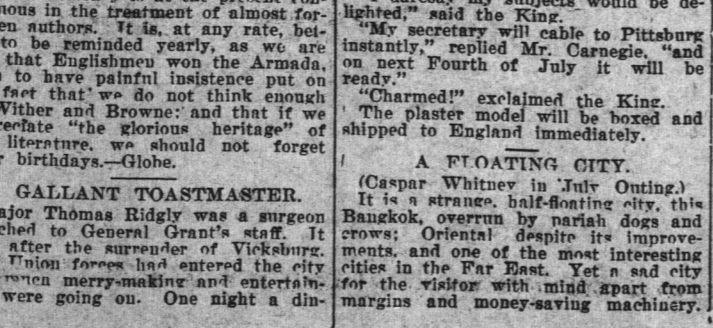 nous in the treatment of almost for-
en authors. It is, at any rate, bet-
to be reminded yearly, as we are
that Englishmen won the Armada,
to have painful insistence put on
fact that we do not think enough
Wither and Browne; and that if we
reciate "the glorious heritage" of
literature, we should not forget
birthdays.—Globe.
GALLANT TOASTMASTER.
ajor Thomas Ridgly was a surgeon
ched to General Grant's staff. It
after the surrender of Vicksburg.
Union forces had entered the city
when merry-making and entertain-
were going on. One night a din-
my subjects would be de-
lighted," said the King.
"My secretary will cable to Pittsburg
instantly," replied Mr. Carnegie, "and
on next Fourth of July it will be
ready."
"Charmed!" exclaimed the King.
The plaster model will be boxed and
shipped to England immediately.
A FLOATING CITY.
(Caspar Whitney in July Outing.)
It is a strange, half-floating city, this
Bangkok, overrun by pariah dogs and
crows; Oriental despite its improve-
ments, and one of the most interesting
cities in the Far East. Yet a sad city
for the visitor with mind apart from
margins and money-saving machinery.